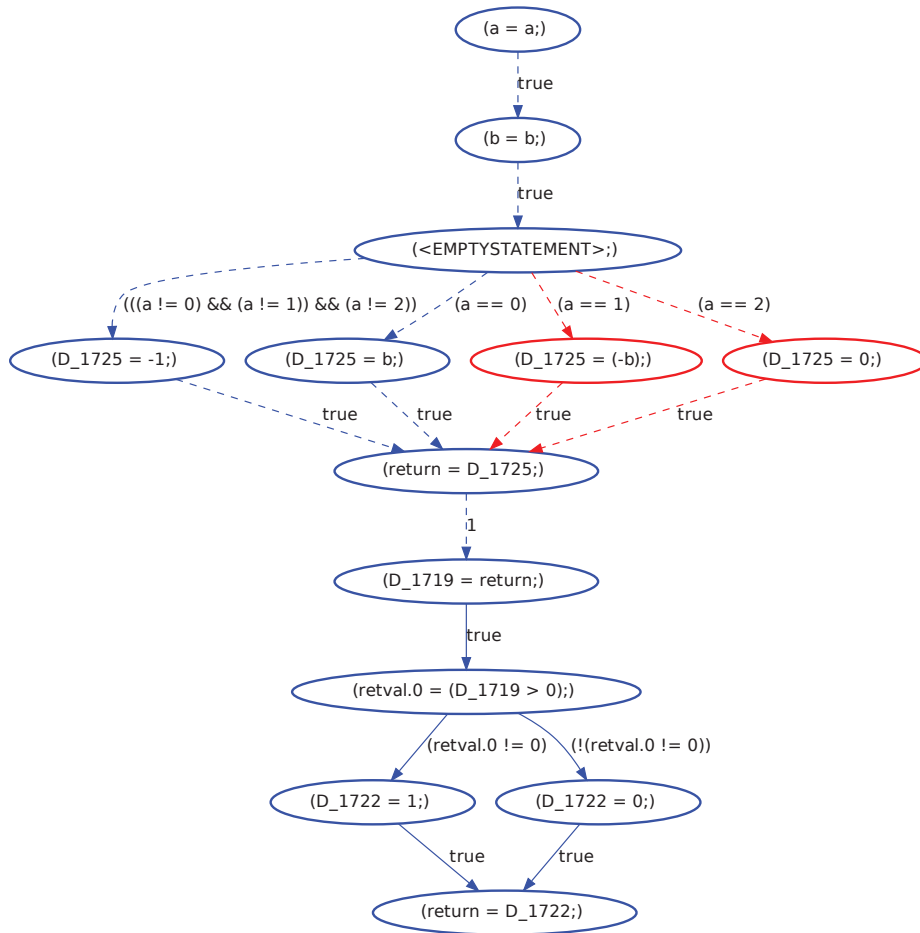 (a = a;)
true
(b = b;)
true
(<EMPTYSTATEMENT>;)
(((a != 0) && (a != 1)) && (a != 2))
(a == 0)
(a == 1)
(a == 2)
(D_1725 = -1;)
(D_1725 = b;)
(D_1725 = (-b);)
(D_1725 = 0;)
true
true
true
true
(return = D_1725;)
1
(D_1719 = return;)
true
(retval.0 = (D_1719 > 0);)
(retval.0 != 0)
(!(retval.0 != 0))
(D_1722 = 1;)
(D_1722 = 0;)
true
true
(return = D_1722;)